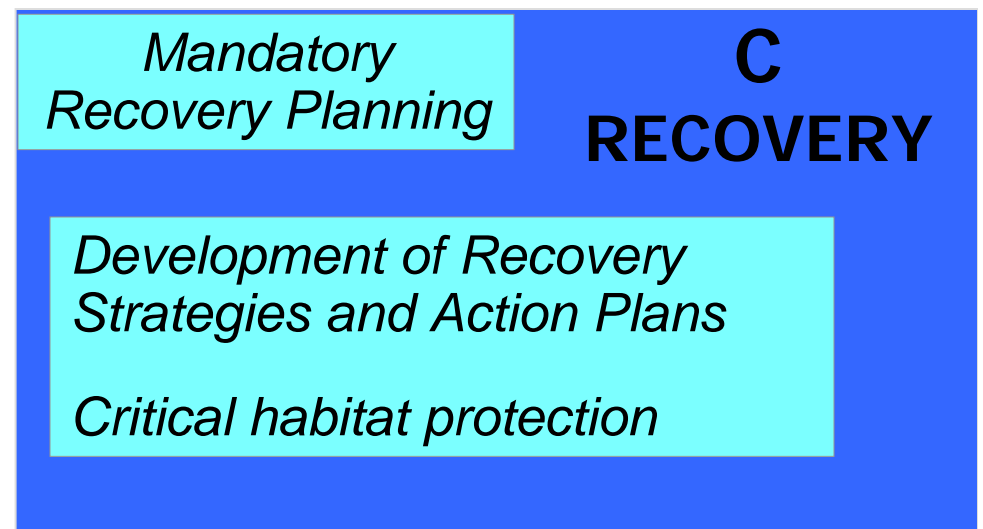 Mandatory
Recovery Planning
C
RECOVERY
Development of Recovery
Strategies and Action Plans
Critical habitat protection